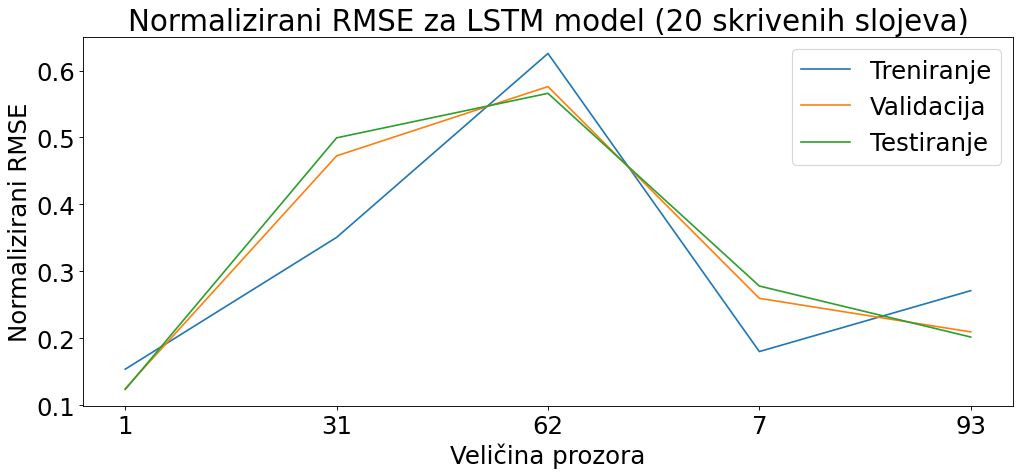 Normalizirani RMSE za LSTM model (20 skrivenih slojeva)
Normalizirani RMSE
0.6
0.5
0.4
0.3
0.2
0.1
Treniranje
Validacija
Testiranje
1 31 62 7 93
Veličina prozora